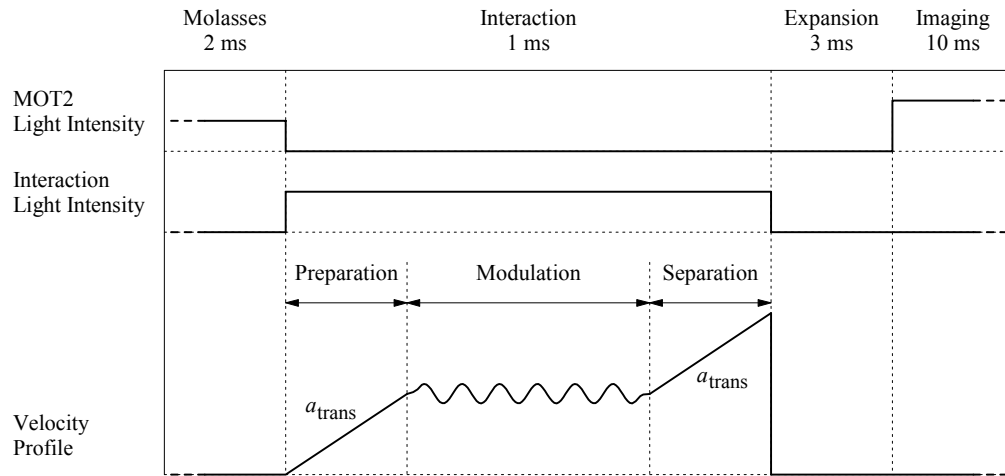 Molasses
2 ms
Interaction
1 ms
Expansion
3 ms
Imaging
10 ms
MOT2
Light Intensity
Interaction
Light Intensity
Preparation
Modulation
Separation
a_trans
a_trans
Velocity
Profile